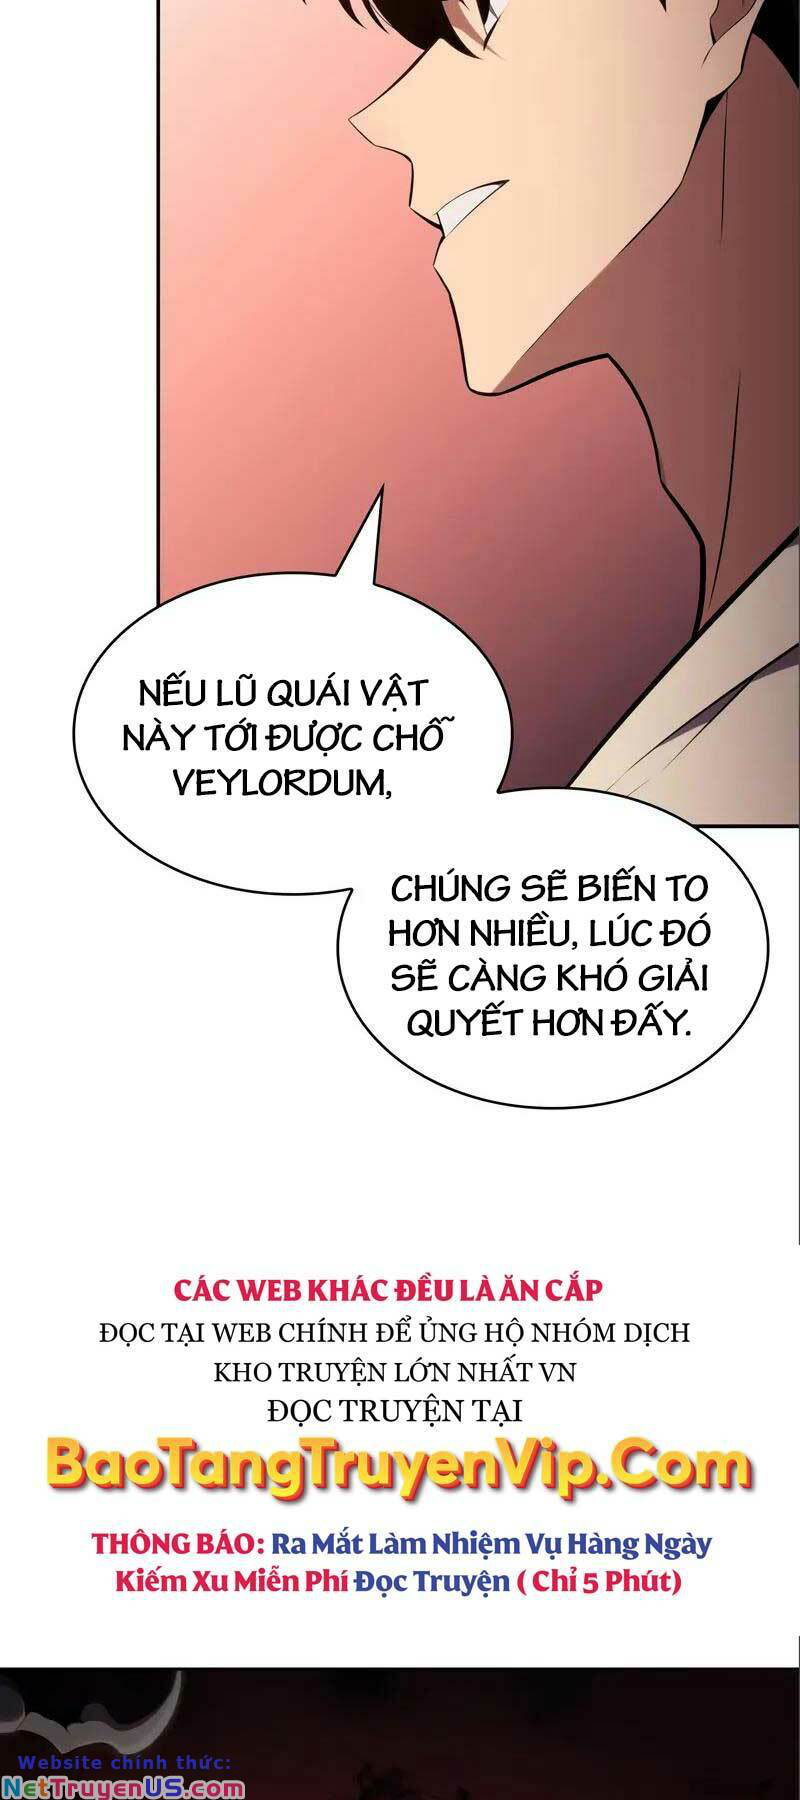 NẾU LŨ QUÁI VẬT
NÀY TỚI ĐƯỢC CHỖ
VEYLORDUM,
CHÚNG SẼ BIẾN TO
HƠN NHIỀU, LÚC ĐÓ
SẼ CÀNG KHÓ GIẢI
QUYẾT HƠN ĐẤY.
CÁC WEB KHÁC ĐỀU LÀ ĂN CẮP
ĐỌC TẠI WEB CHÍNH ĐỂ ỦNG HỘ NHÓM DỊCH
KHO TRUYỆN LỚN NHẤT VN
ĐỌC TRUYỆN TẠI
BaoTangTruyenVip.Com
THÔNG BÁO: Ra Mắt Làm Nhiệm Vụ Hàng Ngày
Kiếm Xu Miễn Phí Đọc Truyện ( Chỉ 5 Phút)
Website chính thức:
NetTruyenUS.com